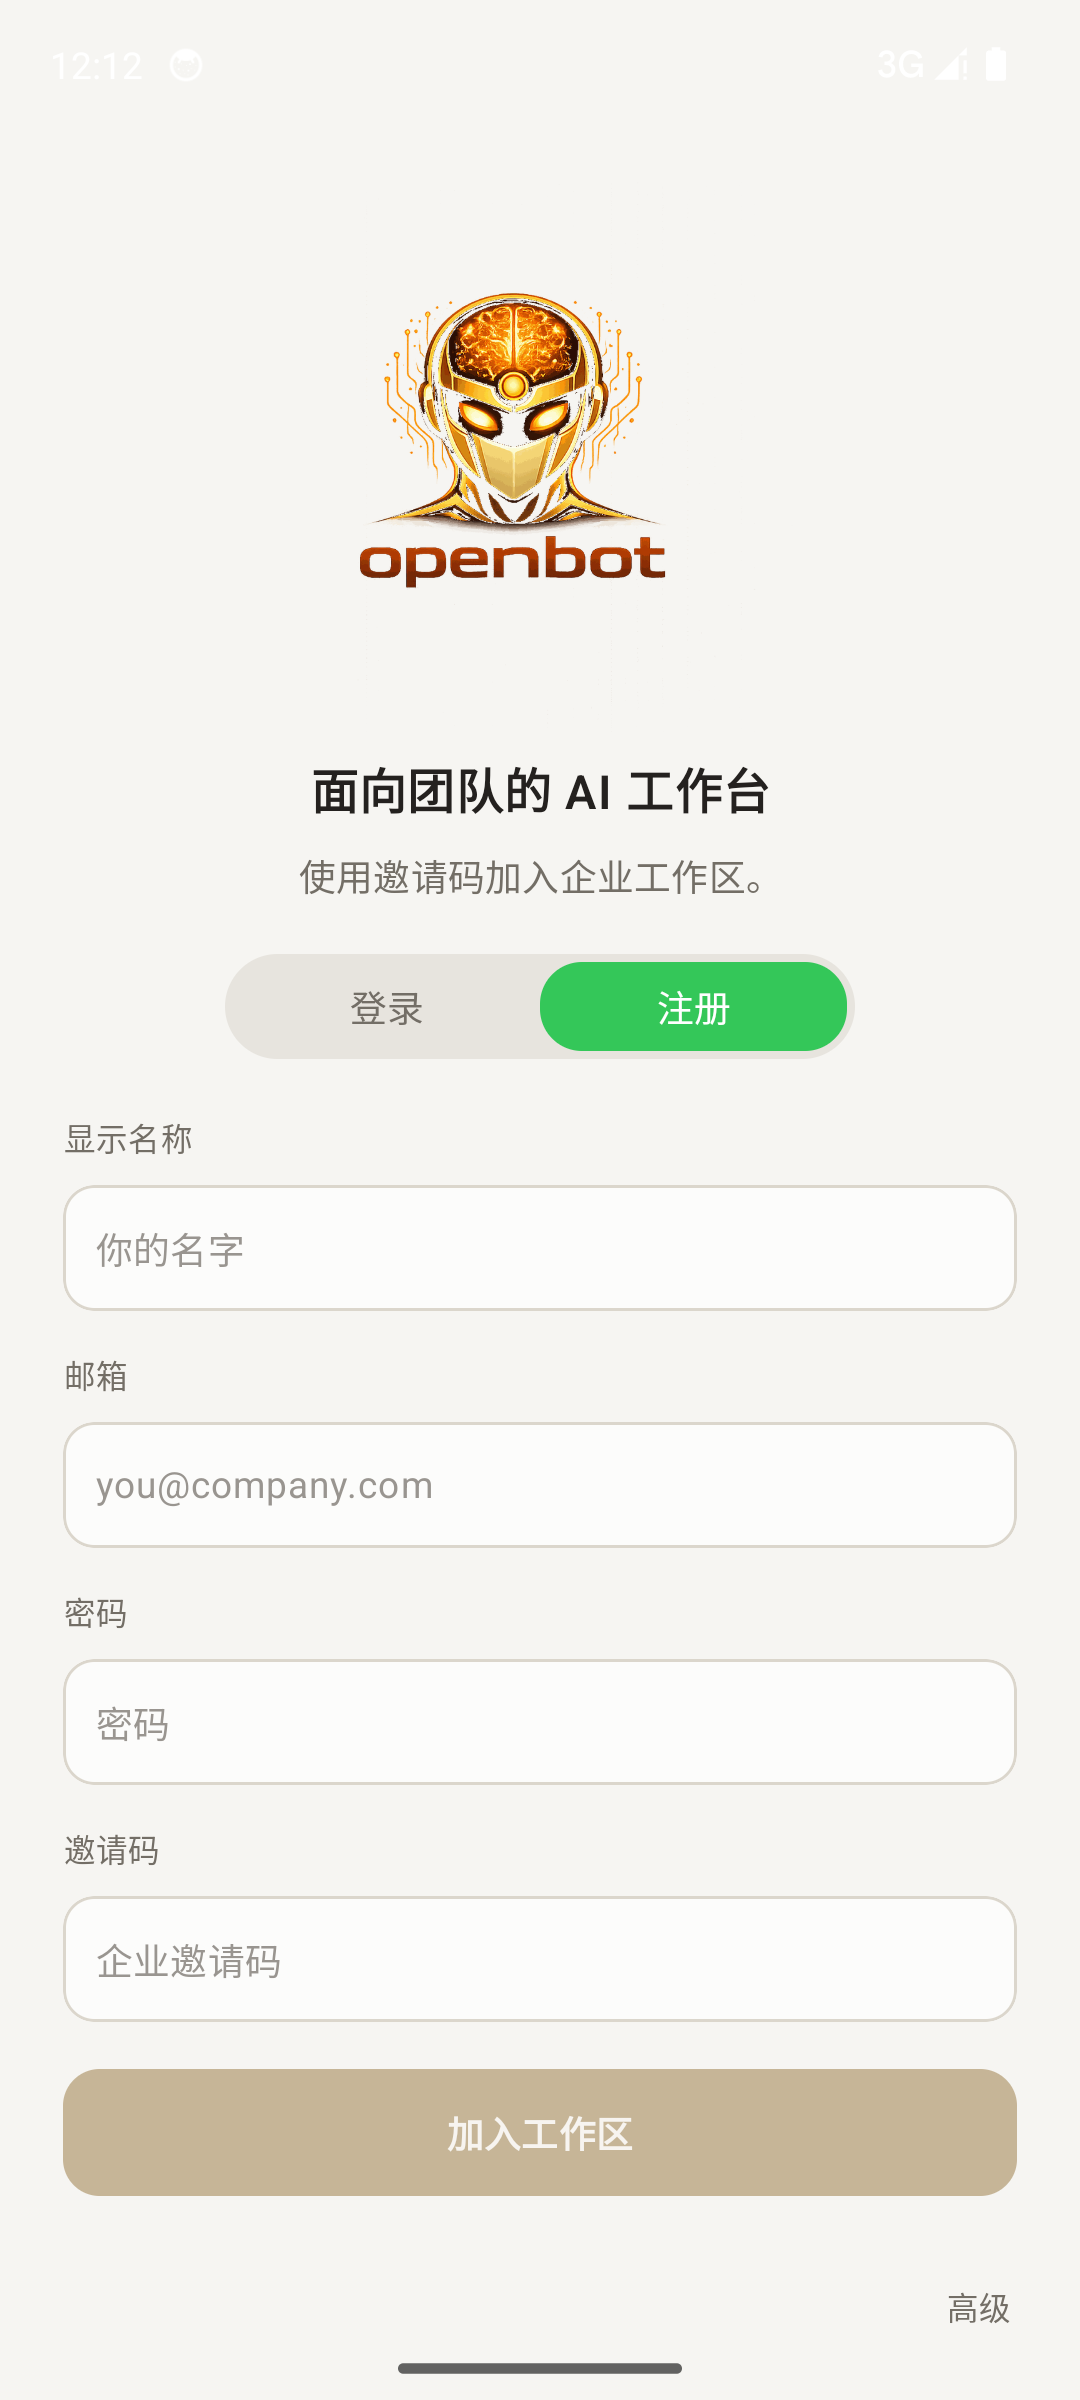 12:12
3G
openbot
面向团队的 AI 工作台
使用邀请码加入企业工作区。
登录
注册
显示名称
你的名字
邮箱
you@company.com
密码
密码
邀请码
企业邀请码
加入工作区
高级